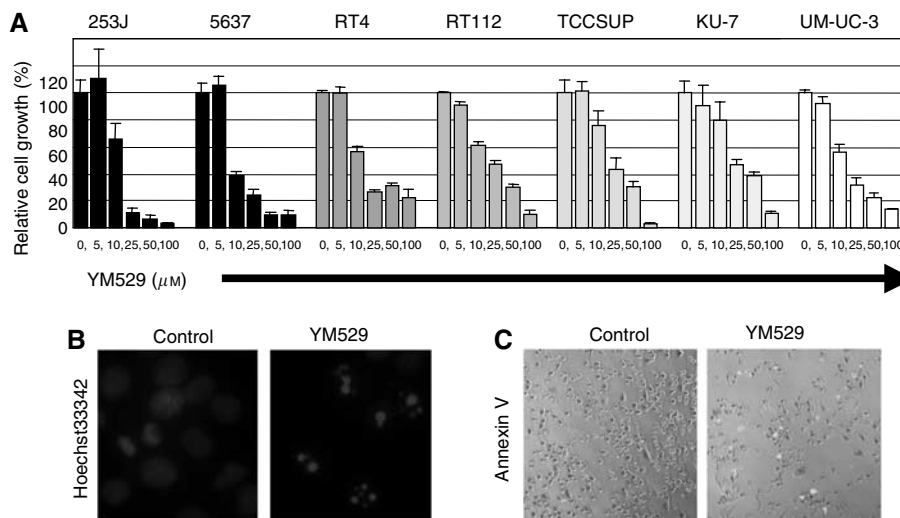 A
253J 5637 RT4 RT112 TCCSUP KU-7 UM-UC-3
Relative cell growth (%)
120
100
80
60
40
20
0
0, 5, 10,25,50,100 0, 5, 10,25,50,100 0, 5, 10,25,50,100 0, 5, 10,25,50,100 0, 5, 10,25,50,100 0, 5, 10,25,50,100 0, 5, 10,25,50,100
YM529 (μM)
B
Control YM529
Hoechst33342
C
Control YM529
Annexin V